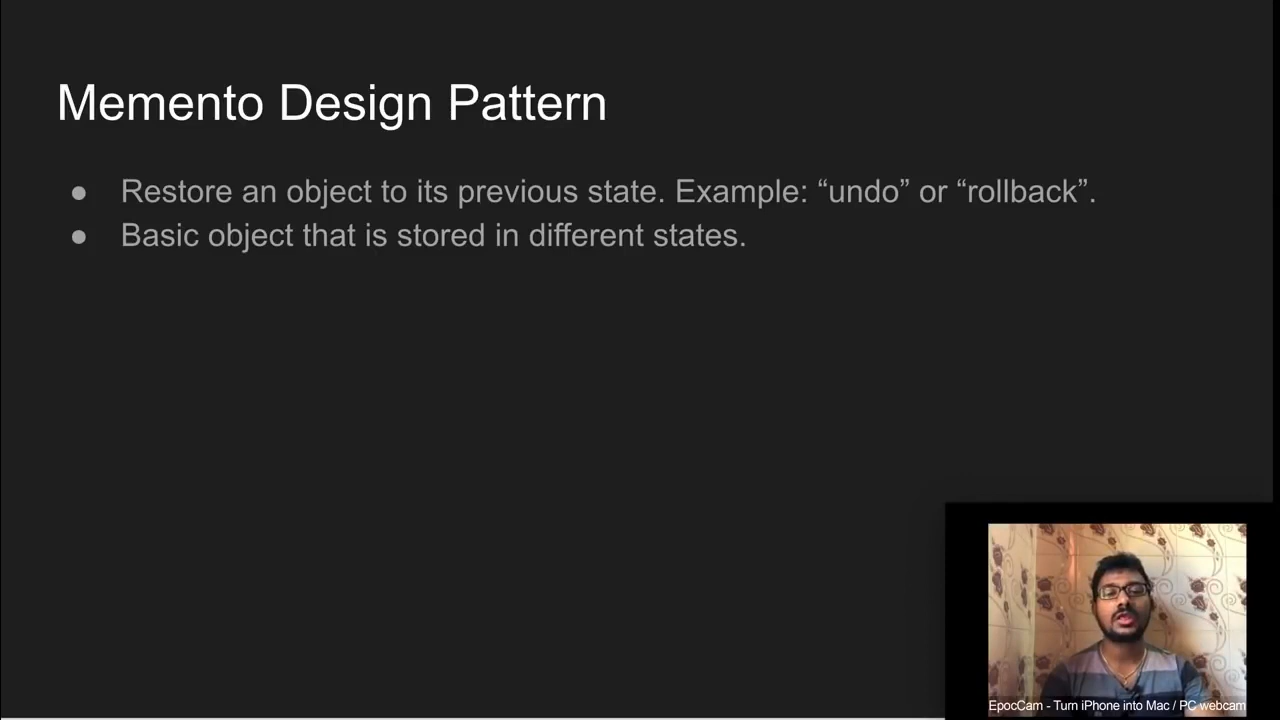 Memento Design Pattern
● Restore an object to its previous state. Example: “undo” or “rollback”.
● Basic object that is stored in different states.
EpocCam - Turn iPhone into Mac / PC webcam